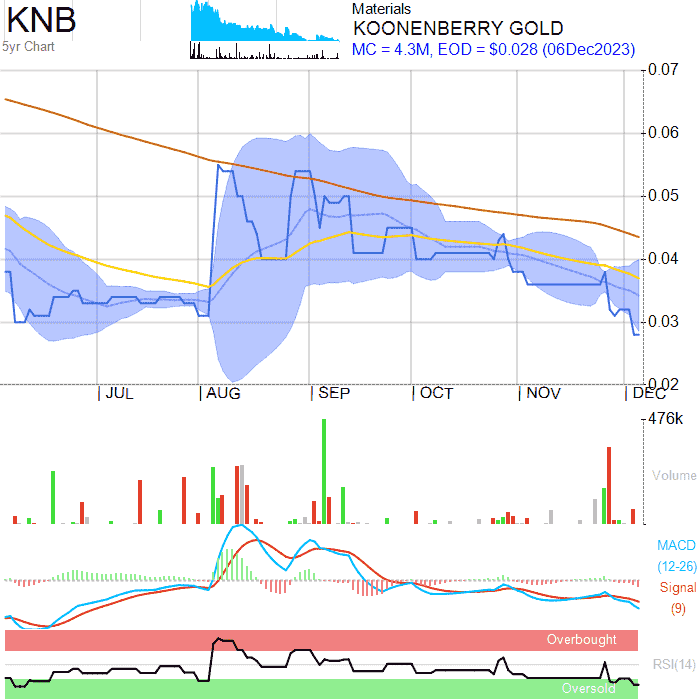 KNB
5yr Chart
Materials
KOONENBERRY GOLD
MC = 4.3M, EOD = $0.028 (06Dec2023)
0.07
0.06
0.05
0.04
0.03
0.02
JUL AUG SEP OCT NOV DEC
476k
Volume
MACD
(12-26)
Signal
(9)
Overbought
RSI(14)
Oversold